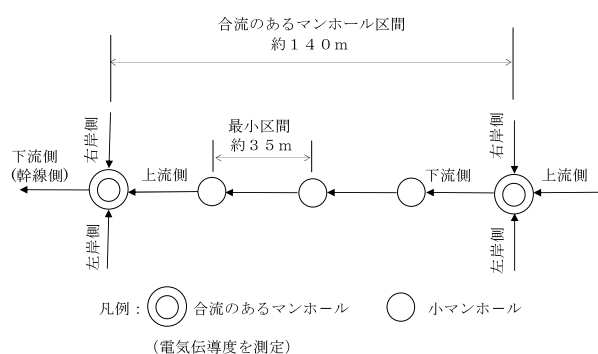 合流のあるマンホール区間
約１４０ｍ
最小区間
約３５ｍ
右岸側
右岸側
下流側
(幹線側)
上流側
下流側
上流側
左岸側
左岸側
凡例：
合流のあるマンホール
小マンホール
（電気伝導度を測定）